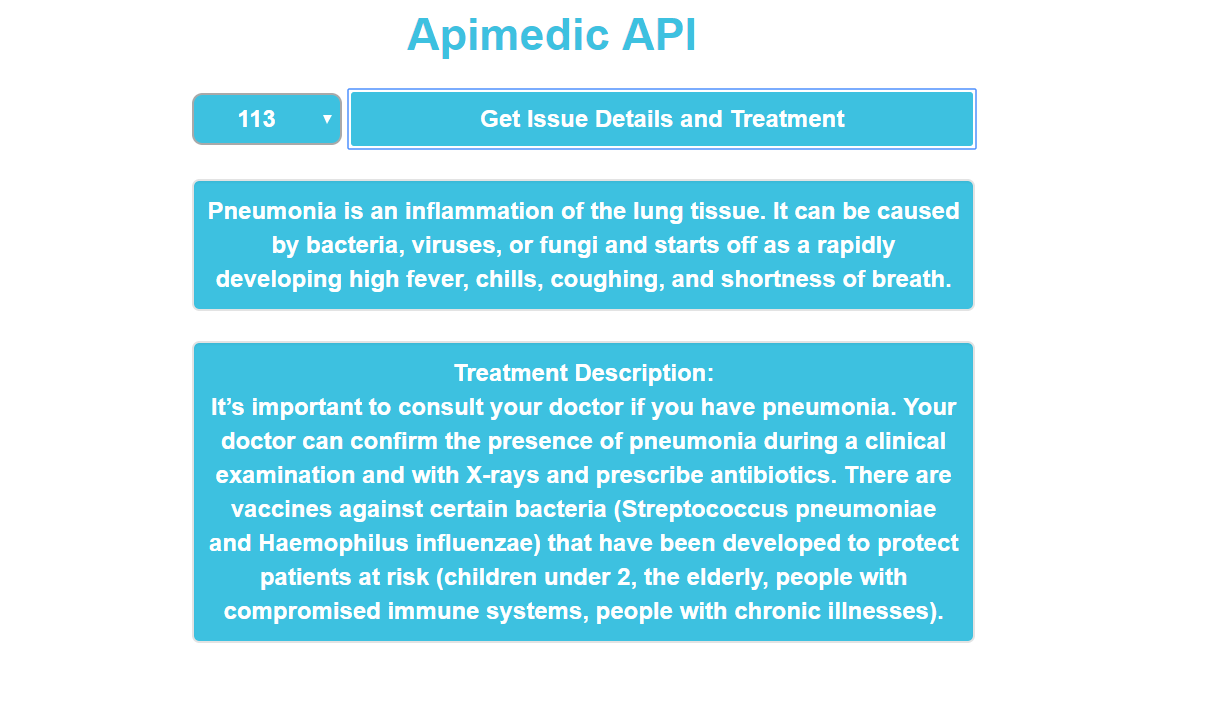 Apimedic API
113
Get Issue Details and Treatment
Pneumonia is an inflammation of the lung tissue. It can be caused
by bacteria, viruses, or fungi and starts off as a rapidly
developing high fever, chills, coughing, and shortness of breath.
Treatment Description:
It’s important to consult your doctor if you have pneumonia. Your
doctor can confirm the presence of pneumonia during a clinical
examination and with X-rays and prescribe antibiotics. There are
vaccines against certain bacteria (Streptococcus pneumoniae
and Haemophilus influenzae) that have been developed to protect
patients at risk (children under 2, the elderly, people with
compromised immune systems, people with chronic illnesses).